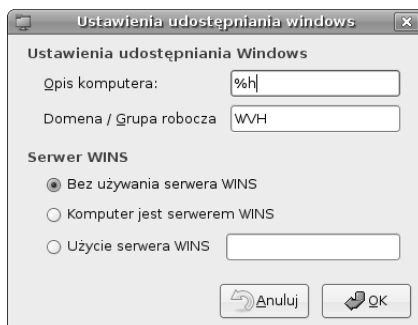 Ustawienia udostępniania windows
Ustawienia udostępniania Windows
Opis komputera: %h
Domena / Grupa robocza WVH
Serwer WINS
Bez używania serwera WINS
Komputer jest serwerem WINS
Użycie serwera WINS
Anuluj OK